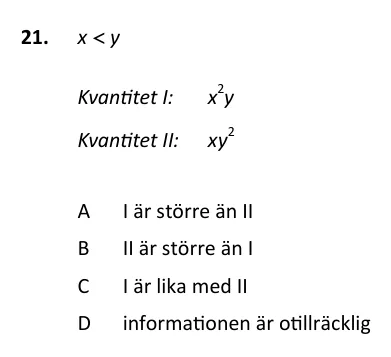 21. x < y
Kvantitet I: x²y
Kvantitet II: xy²
A I är större än II
B II är större än I
C I är lika med II
D informationen är otillräcklig